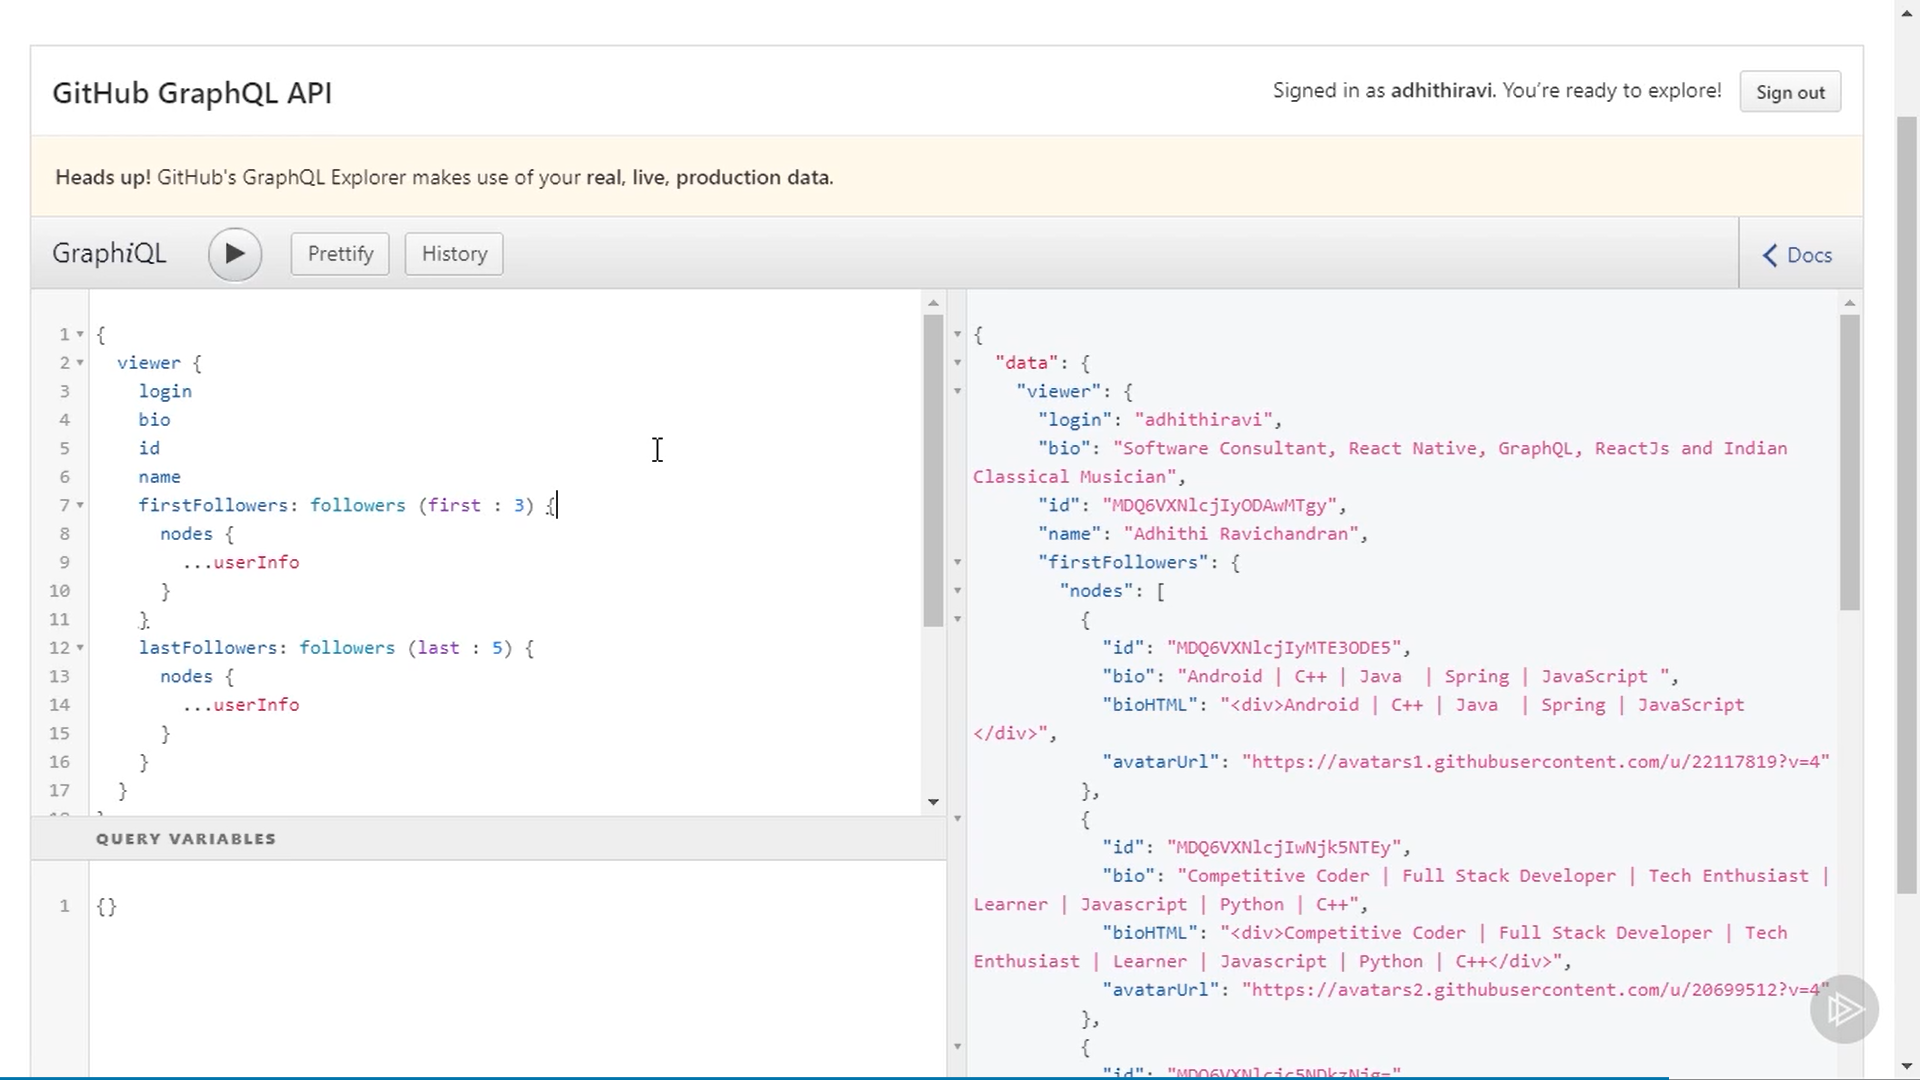 GitHub GraphQL API
Signed in as adhithiravi. You're ready to explore!
Sign out
Heads up! GitHub's GraphQL Explorer makes use of your real, live, production data.
GraphiQL
Prettify
History
Docs
1 {
2 viewer {
3 login
4 bio
5 id
6 name
7 firstFollowers: followers (first : 3) {
8 nodes {
9 ...userInfo
10 }
11 }
12 lastFollowers: followers (last : 5) {
13 nodes {
14 ...userInfo
15 }
16 }
17 }
QUERY VARIABLES
1 {}
{
"data": {
"viewer": {
"login": "adhithiravi",
"bio": "Software Consultant, React Native, GraphQL, ReactJs and Indian
Classical Musician",
"id": "MDQ6VXNlcjIyODAwMTgy",
"name": "Adhithi Ravichandran",
"firstFollowers": {
"nodes": [
{
"id": "MDQ6VXNlcjIyMTE3ODE5",
"bio": "Android | C++ | Java  | Spring | JavaScript ",
"bioHTML": "<div>Android | C++ | Java  | Spring | JavaScript
</div>",
"avatarUrl": "https://avatars1.githubusercontent.com/u/22117819?v=4"
},
{
"id": "MDQ6VXNlcjIwNjk5NTEy",
"bio": "Competitive Coder | Full Stack Developer | Tech Enthusiast |
Learner | Javascript | Python | C++",
"bioHTML": "<div>Competitive Coder | Full Stack Developer | Tech
Enthusiast | Learner | Javascript | Python | C++</div>",
"avatarUrl": "https://avatars2.githubusercontent.com/u/20699512?v=4"
},
{
"id":